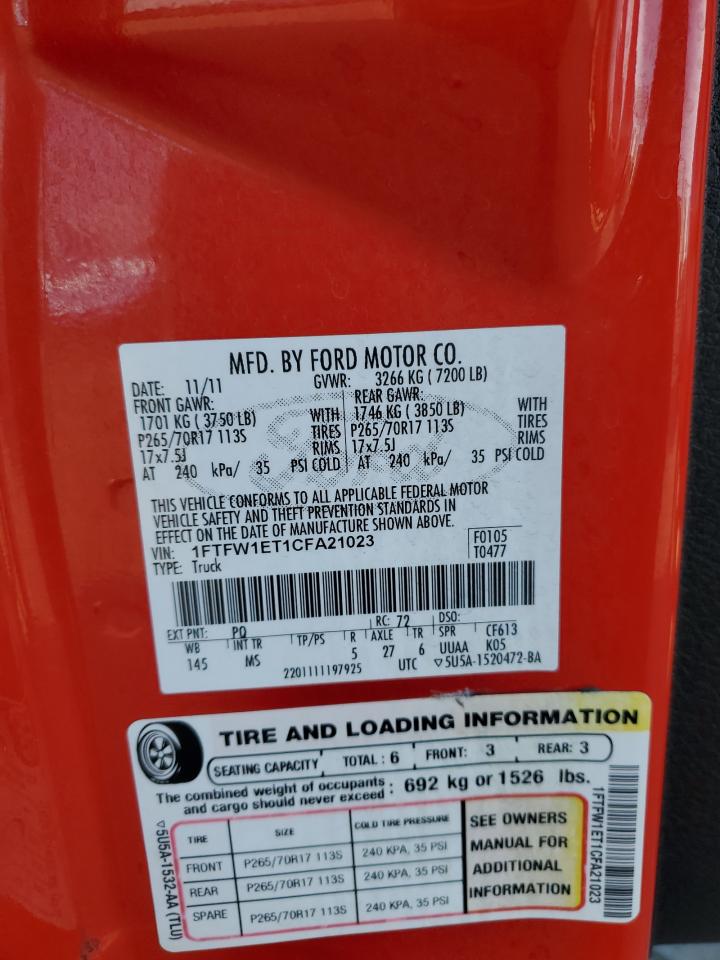 MFD. BY FORD MOTOR CO.
DATE: 11/11 GVWR: 3266 KG ( 7200 LB)
FRONT GAWR: REAR GAWR:
1701 KG ( 3750 LB) WITH 1746 KG ( 3850 LB) WITH
P265/70R17 113S TIRES P265/70R17 113S TIRES
17x7.5J RIMS 17x7.5J RIMS
AT 240 kPa/ 35 PSI COLD AT 240 kPa/ 35 PSI COLD
THIS VEHICLE CONFORMS TO ALL APPLICABLE FEDERAL MOTOR
VEHICLE SAFETY AND THEFT PREVENTION STANDARDS IN
EFFECT ON THE DATE OF MANUFACTURE SHOWN ABOVE.
VIN: 1FTFW1ET1CFA21023 F0105
TYPE: Truck T0477
EXT PNT: PQ RC: 72 DSO:
WB INT TR TP/PS R AXLE TR SPR CF613
145 MS 5 27 6 UUAA K05
2201111197925 UTC ▽5U5A-1520472-BA
TIRE AND LOADING INFORMATION
SEATING CAPACITY TOTAL : 6 FRONT: 3 REAR: 3
The combined weight of occupants : 692 kg or 1526 lbs.
and cargo should never exceed
TIRE SIZE COLD TIRE PRESSURE
FRONT P265/70R17 113S 240 KPA, 35 PSI
REAR P265/70R17 113S 240 KPA, 35 PSI
SPARE P265/70R17 113S 240 KPA, 35 PSI
SEE OWNERS
MANUAL FOR
ADDITIONAL
INFORMATION
▽5U5A-1532-AA (TLU)
1FTFW1ET1CFA21023